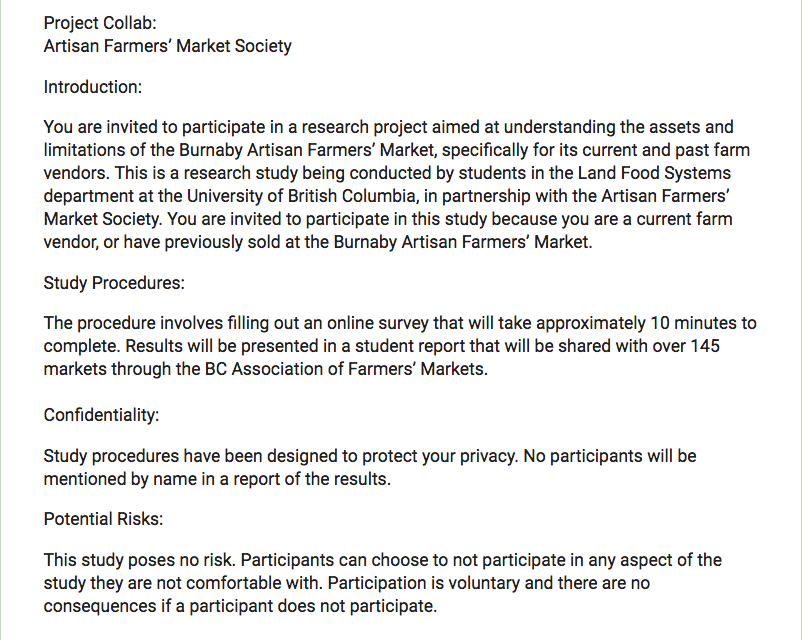 Project Collab:
Artisan Farmers’ Market Society
Introduction:
You are invited to participate in a research project aimed at understanding the assets and
limitations of the Burnaby Artisan Farmers’ Market, specifically for its current and past farm
vendors. This is a research study being conducted by students in the Land Food Systems
department at the University of British Columbia, in partnership with the Artisan Farmers’
Market Society. You are invited to participate in this study because you are a current farm
vendor, or have previously sold at the Burnaby Artisan Farmers’ Market.
Study Procedures:
The procedure involves filling out an online survey that will take approximately 10 minutes to
complete. Results will be presented in a student report that will be shared with over 145
markets through the BC Association of Farmers’ Markets.
Confidentiality:
Study procedures have been designed to protect your privacy. No participants will be
mentioned by name in a report of the results.
Potential Risks:
This study poses no risk. Participants can choose to not participate in any aspect of the
study they are not comfortable with. Participation is voluntary and there are no
consequences if a participant does not participate.